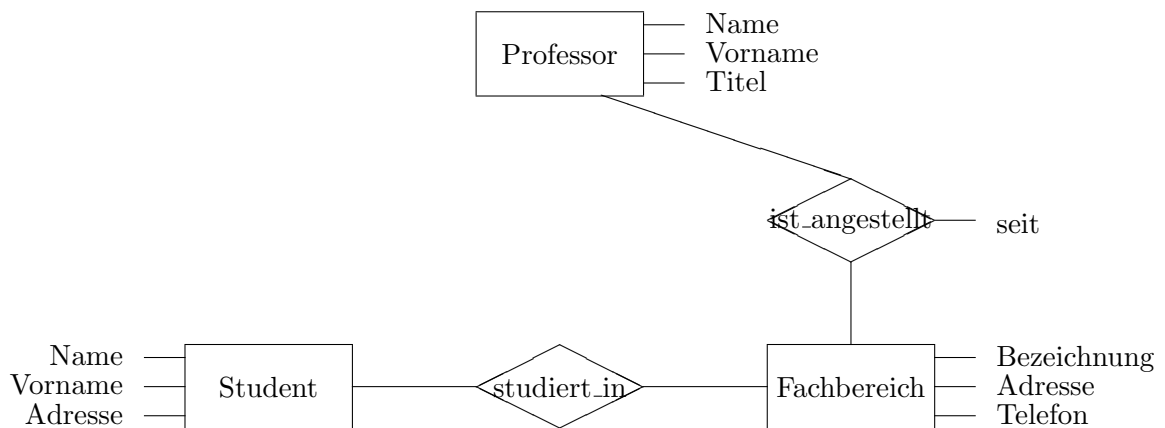 Name
Professor
Vorname
Titel
ist_angestellt
seit
Name
Vorname
Adresse
Student
studiert_in
Fachbereich
Bezeichnung
Adresse
Telefon